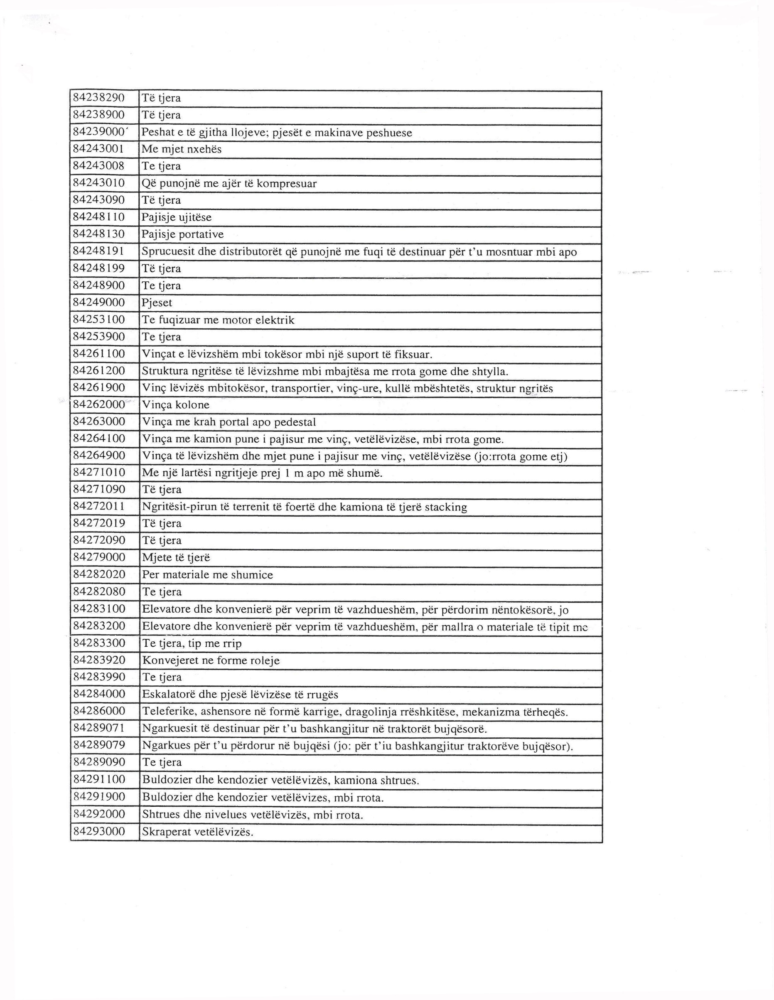 84238290 Të tjera
84238900 Të tjera
84239000 Peshat e të gjitha llojeve; pjesët e makinave peshuese
84243001 Me mjet nxehës
84243008 Te tjera
84243010 Që punojnë me ajër të kompresuar
84243090 Të tjera
84248110 Pajisje ujitëse
84248130 Pajisje portative
84248191 Sprucuesit dhe distributorët që punojnë me fuqi të destinuar për t’u mosntuar mbi apo
84248199 Të tjera
84248900 Te tjera
84249000 Pjeset
84253100 Te fuqizuar me motor elektrik
84253900 Te tjera
84261100 Vinçat e lëvizshëm mbi tokësor mbi një suport të fiksuar.
84261200 Struktura ngritëse të lëvizshme mbi mbajtësa me rrota gome dhe shtylla.
84261900 Vinç lëvizës mbitokësor, transportier, vinç-ure, kullë mbështetës, struktur ngritës
84262000 Vinça kolone
84263000 Vinça me krah portal apo pedestal
84264100 Vinça me kamion pune i pajisur me vinç, vetëlëvizëse, mbi rrota gome.
84264900 Vinça të lëvizshëm dhe mjet pune i pajisur me vinç, vetëlëvizëse (jo:rrota gome etj)
84271010 Me një lartësi ngritjeje prej 1 m apo më shumë.
84271090 Të tjera
84272011 Ngritësit-pirun të terrenit të foertë dhe kamiona të tjerë stacking
84272019 Të tjera
84272090 Të tjera
84279000 Mjete të tjerë
84282020 Per materiale me shumice
84282080 Te tjera
84283100 Elevatore dhe konvenierë për veprim të vazhdueshëm, për përdorim nëntokësorë, jo
84283200 Elevatore dhe konvenierë për veprim të vazhdueshëm, për mallra o materiale të tipit me
84283300 Te tjera, tip me rrip
84283920 Konvejeret ne forme roleje
84283990 Te tjera
84284000 Eskalatorë dhe pjesë lëvizëse të rrugës
84286000 Teleferike, ashensore në formë karrige, dragolinja rrëshkitëse, mekanizma tërheqës.
84289071 Ngarkuesit të destinuar për t’u bashkangjitur në traktorët bujqësorë.
84289079 Ngarkues për t’u përdorur në bujqësi (jo: për t’iu bashkangjitur traktorëve bujqësor).
84289090 Te tjera
84291100 Buldozier dhe kendozier vetëlëvizës, kamiona shtrues.
84291900 Buldozier dhe kendozier vetëlëvizes, mbi rrota.
84292000 Shtrues dhe nivelues vetëlëvizës, mbi rrota.
84293000 Skraperat vetëlëvizës.